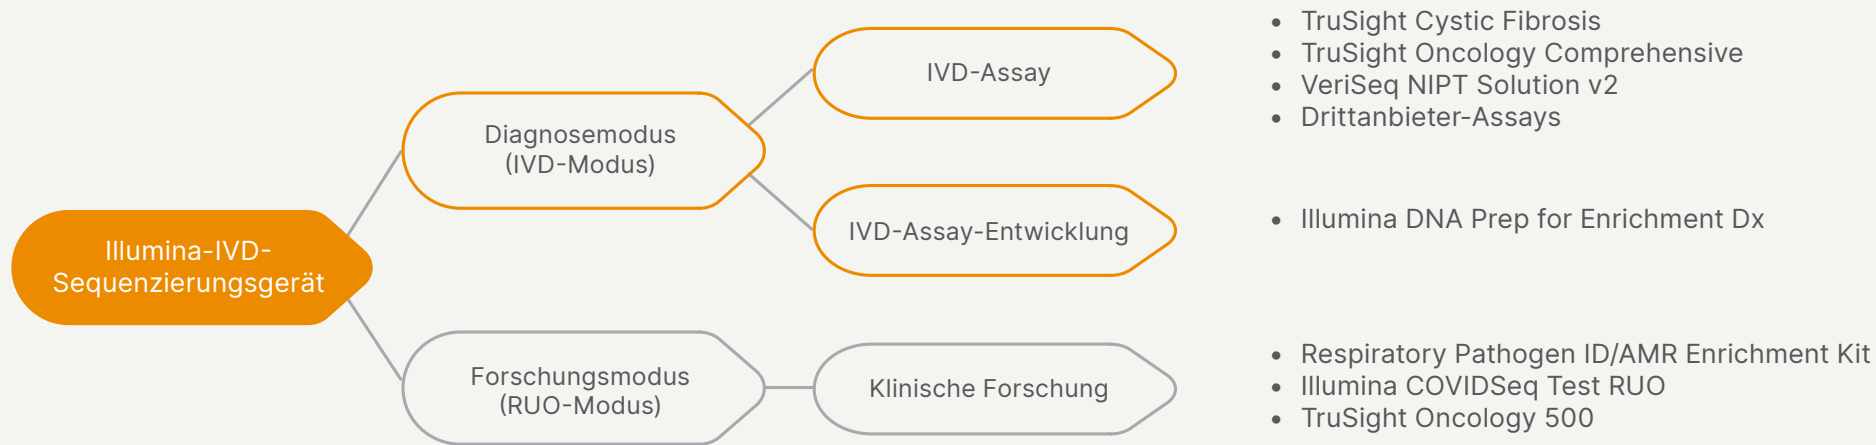 Illumina-IVD-
Sequenzierungsgerät
Diagnosemodus
(IVD-Modus)
IVD-Assay
• TruSight Cystic Fibrosis
• TruSight Oncology Comprehensive
• VeriSeq NIPT Solution v2
• Drittanbieter-Assays
IVD-Assay-Entwicklung
• Illumina DNA Prep for Enrichment Dx
Forschungsmodus
(RUO-Modus)
Klinische Forschung
• Respiratory Pathogen ID/AMR Enrichment Kit
• Illumina COVIDSeq Test RUO
• TruSight Oncology 500